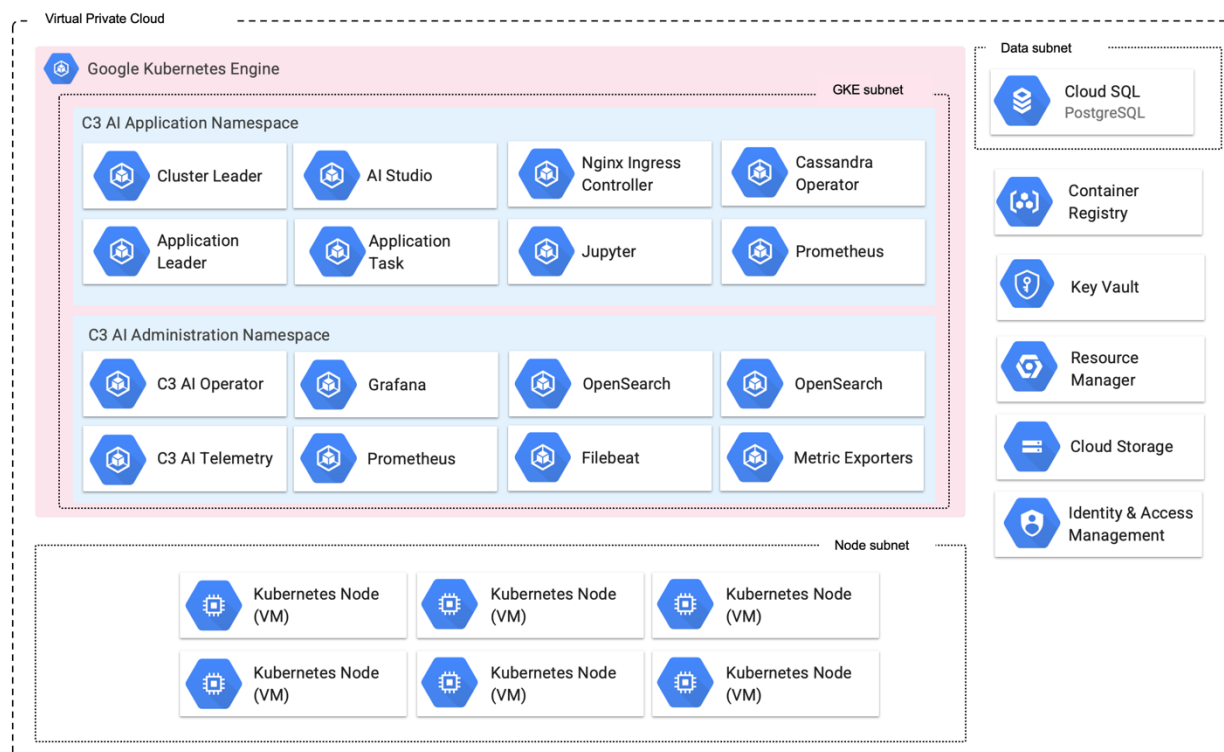 Virtual Private Cloud
Google Kubernetes Engine
GKE subnet
C3 AI Application Namespace
Cluster Leader
AI Studio
Nginx Ingress
Controller
Cassandra
Operator
Application
Leader
Application
Task
Jupyter
Prometheus
C3 AI Administration Namespace
C3 AI Operator
Grafana
OpenSearch
OpenSearch
C3 AI Telemetry
Prometheus
Filebeat
Metric Exporters
Node subnet
Kubernetes Node
(VM)
Kubernetes Node
(VM)
Kubernetes Node
(VM)
Kubernetes Node
(VM)
Kubernetes Node
(VM)
Kubernetes Node
(VM)
Data subnet
Cloud SQL
PostgreSQL
Container
Registry
Key Vault
Resource
Manager
Cloud Storage
Identity & Access
Management